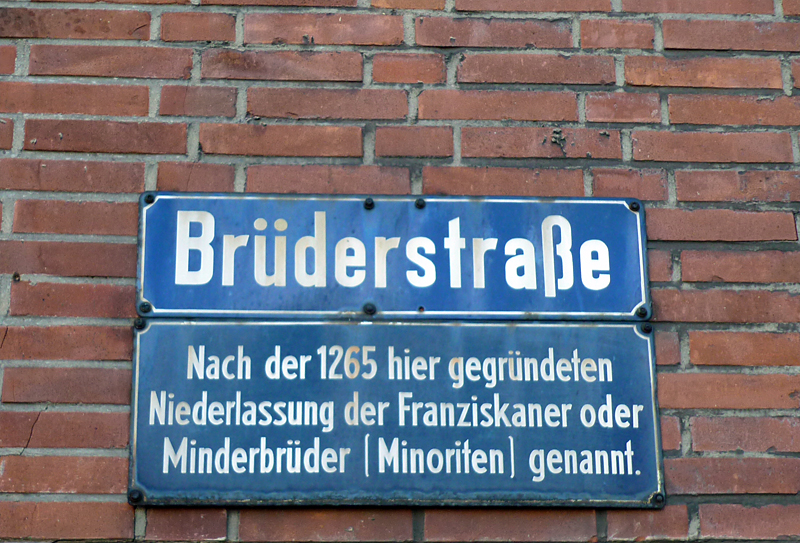 Brüderstraße
Nach der 1265 hier gegründeten
Niederlassung der Franziskaner oder
Minderbrüder (Minoriten) genannt.